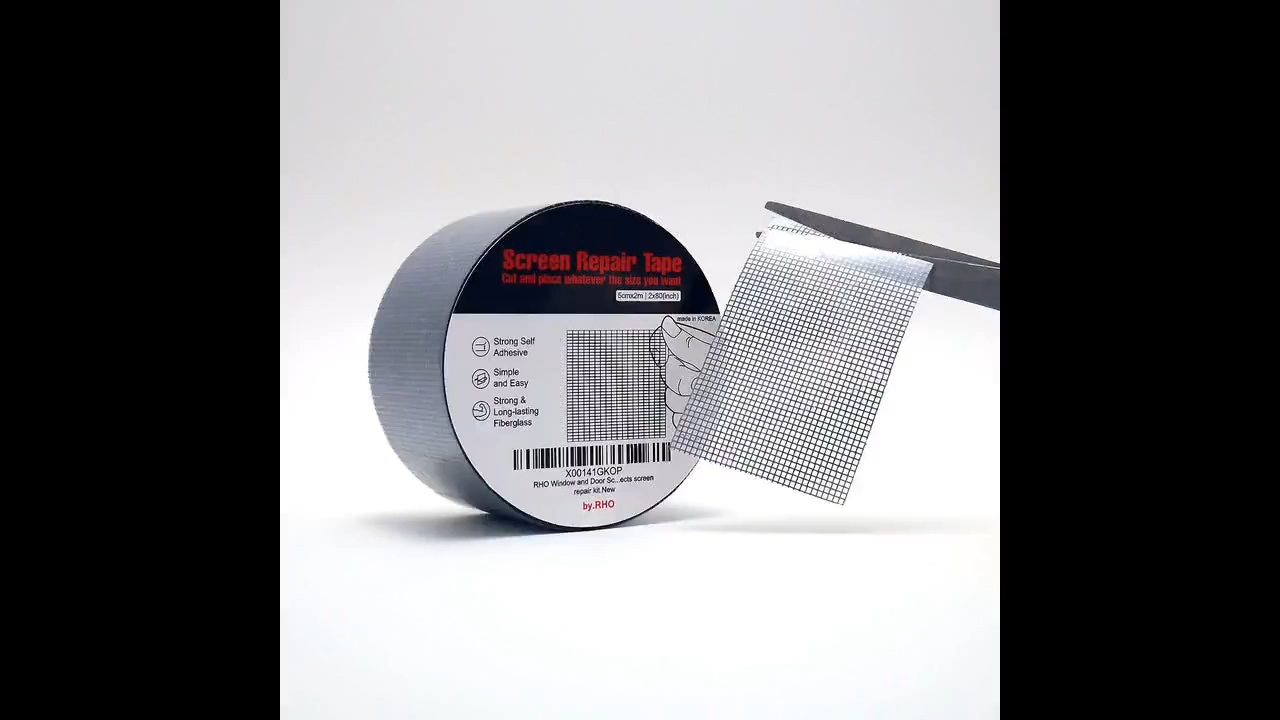 Screen Repair Tape
Cut and place whatever the size you want
5cmx2m | 2x80(inch)
made in KOREA
Strong Self
Adhesive
Simple
and Easy
Strong &
Long-lasting
Fiberglass
X00141GKOP
RHO Window and Door Sc...ects screen
repair kit.New
by.RHO